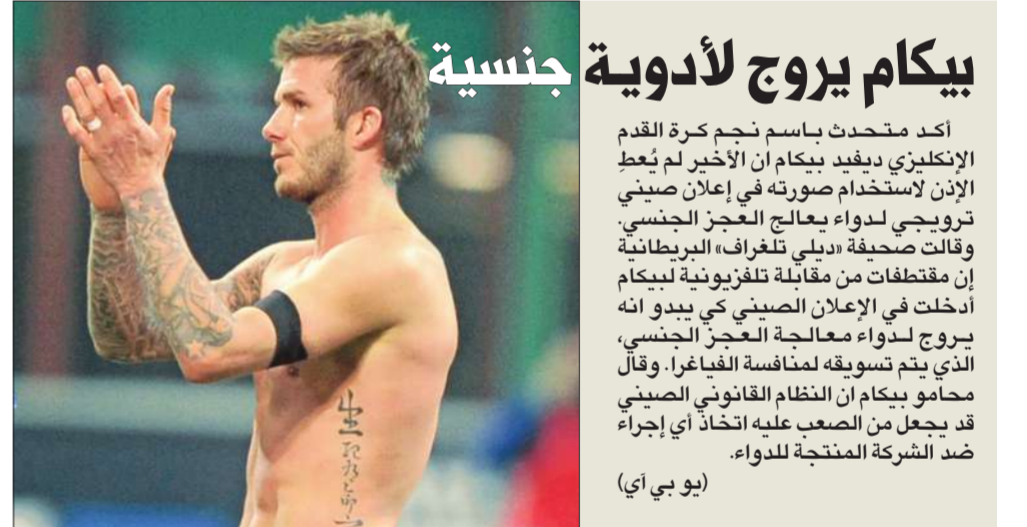 بيكام يروج لأدوية جنسية
أكد متحدث باسم نجم كرة القدم
الإنكليزي ديفيد بيكام ان الأخير لم يُعطِ
الإذن لاستخدام صورته في إعلان صيني
ترويجي لدواء يعالج العجز الجنسي.
وقالت صحيفة «ديلي تلغراف» البريطانية
إن مقتطفات من مقابلة تلفزيونية لبيكام
أدخلت في الإعلان الصيني كي يبدو انه
يروج لدواء معالجة العجز الجنسي،
الذي يتم تسويقه لمنافسة الفياغرا. وقال
محامو بيكام ان النظام القانوني الصيني
قد يجعل من الصعب عليه اتخاذ أي إجراء
ضد الشركة المنتجة للدواء.
(يو بي آي)
生